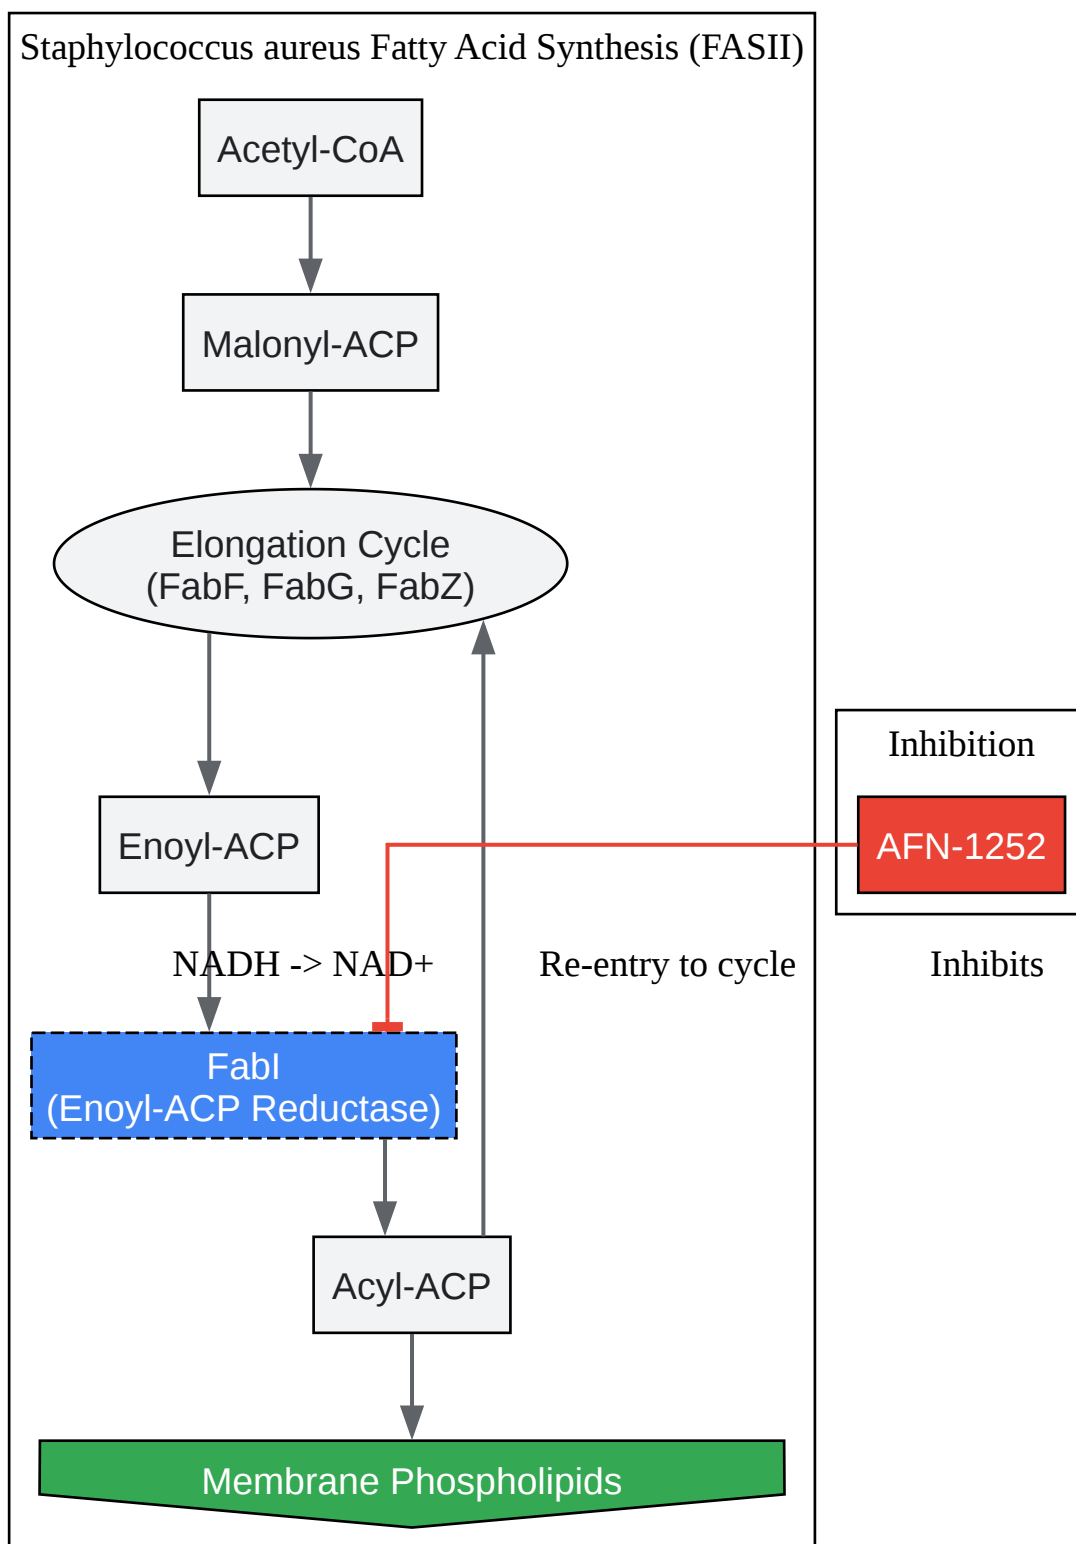 Staphylococcus aureus Fatty Acid Synthesis (FASII)
Acetyl-CoA
Malonyl-ACP
Elongation Cycle
(FabF, FabG, FabZ)
Inhibition
Enoyl-ACP
AFN-1252
NADH -> NAD+
Re-entry to cycle
Inhibits
FabI
(Enoyl-ACP Reductase)
Acyl-ACP
Membrane Phospholipids